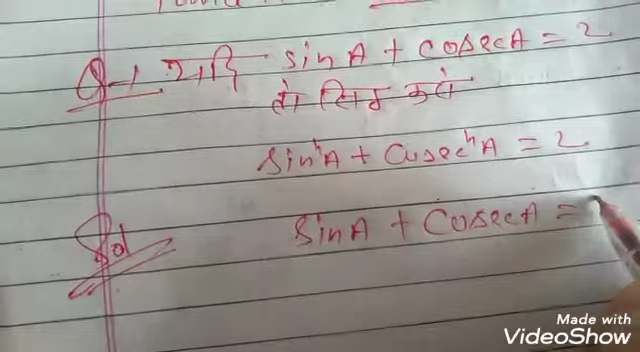 Q-1 यदि sinA + cosecA = 2
तो सिद्ध करो
sinⁿA + cosecⁿA = 2
Sol
sinA + cosecA =
Made with
VideoShow